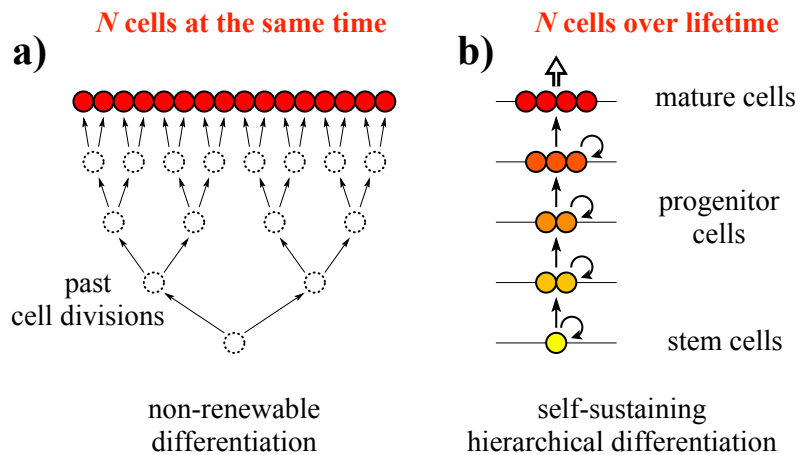 N cells at the same time
a)
past
cell divisions
non-renewable
differentiation
N cells over lifetime
b)
mature cells
progenitor
cells
stem cells
self-sustaining
hierarchical differentiation